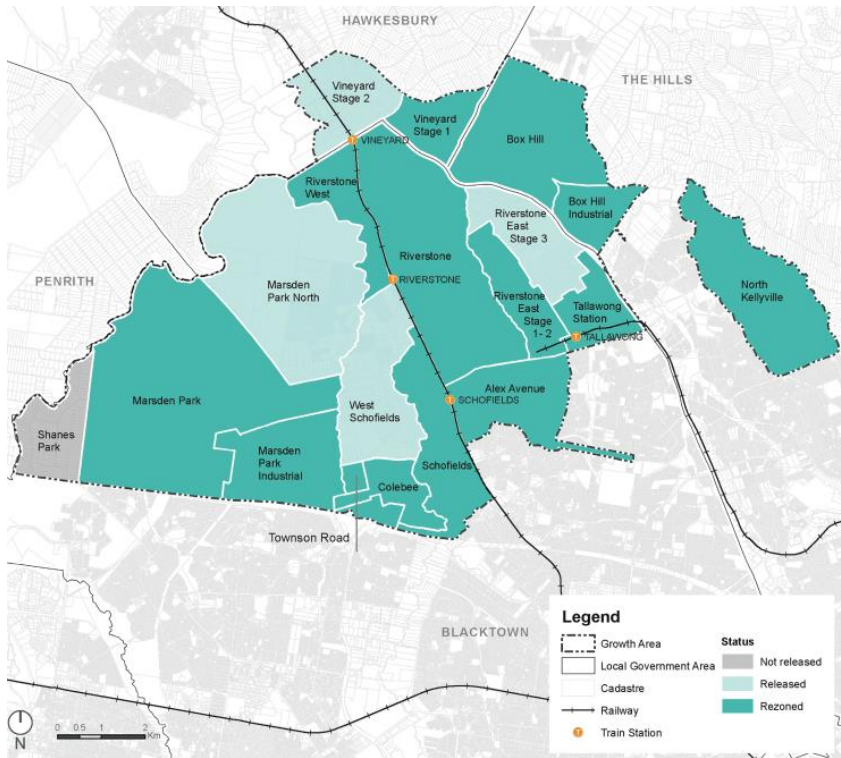 HAWKESBURY
THE HILLS
Vineyard
Stage 2
Vineyard
Stage 1
VINEYARD
Box Hill
Riverstone
West
Box Hill
Industrial
Riverstone
East
Stage 3
Riverstone
PENRITH
Marsden
Park North
RIVERSTONE
North
Kellyville
Riverstone
East
Stage
1- 2
Tallawong
Station
TALLAWONG
Marsden Park
Alex Avenue
SCHOFIELDS
West
Schofields
Shanes
Park
Marsden
Park
Industrial
Schofields
Colebee
Townson Road
BLACKTOWN
Legend
Growth Area
Local Government Area
Cadastre
Railway
T Train Station
Status
Not released
Released
Rezoned
N
0 0.5 1 2
Km